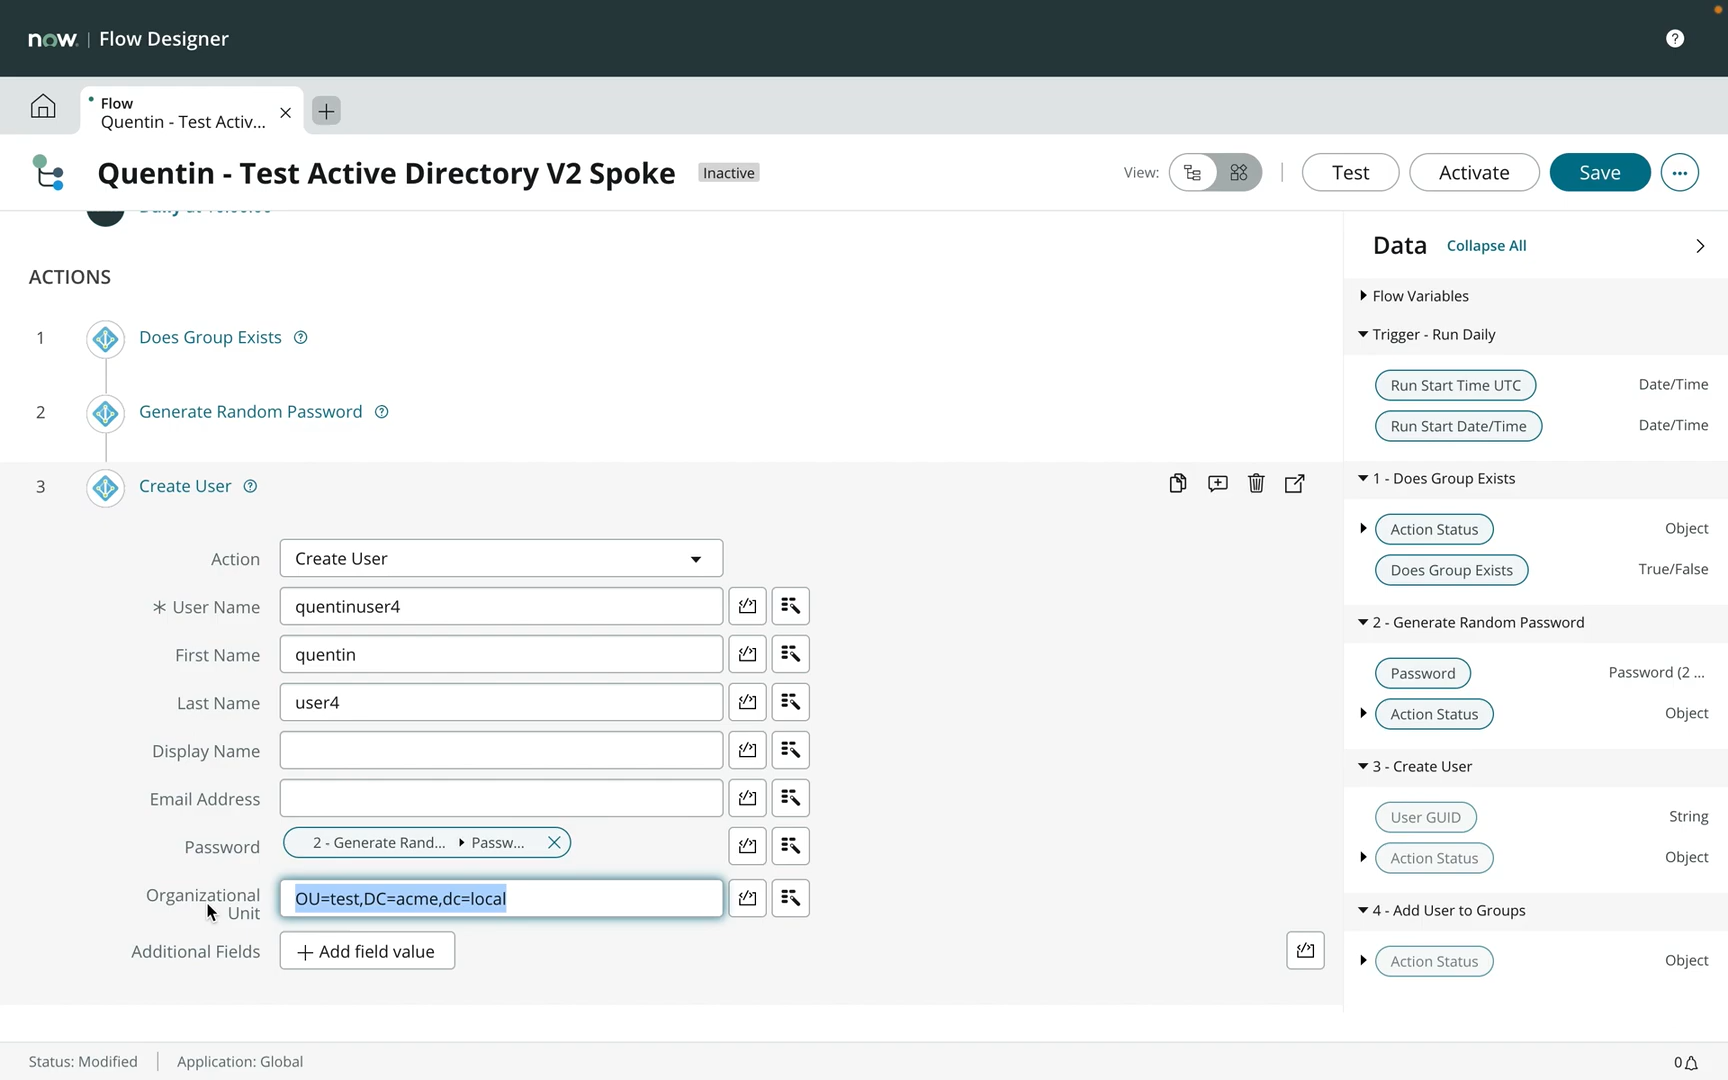 now. | Flow Designer
Flow
Quentin - Test Activ...
Quentin - Test Active Directory V2 Spoke
Inactive
View:
Test
Activate
Save
ACTIONS
1
Does Group Exists
2
Generate Random Password
3
Create User
Action
Create User
* User Name
quentinuser4
First Name
quentin
Last Name
user4
Display Name
Email Address
Password
2 - Generate Rand... Passw...
Organizational
Unit
OU=test,DC=acme,dc=local
Additional Fields
+ Add field value
Data
Collapse All
Flow Variables
Trigger - Run Daily
Run Start Time UTC
Date/Time
Run Start Date/Time
Date/Time
1 - Does Group Exists
Action Status
Object
Does Group Exists
True/False
2 - Generate Random Password
Password
Password (2 ...
Action Status
Object
3 - Create User
User GUID
String
Action Status
Object
4 - Add User to Groups
Action Status
Object
Status: Modified
Application: Global
0